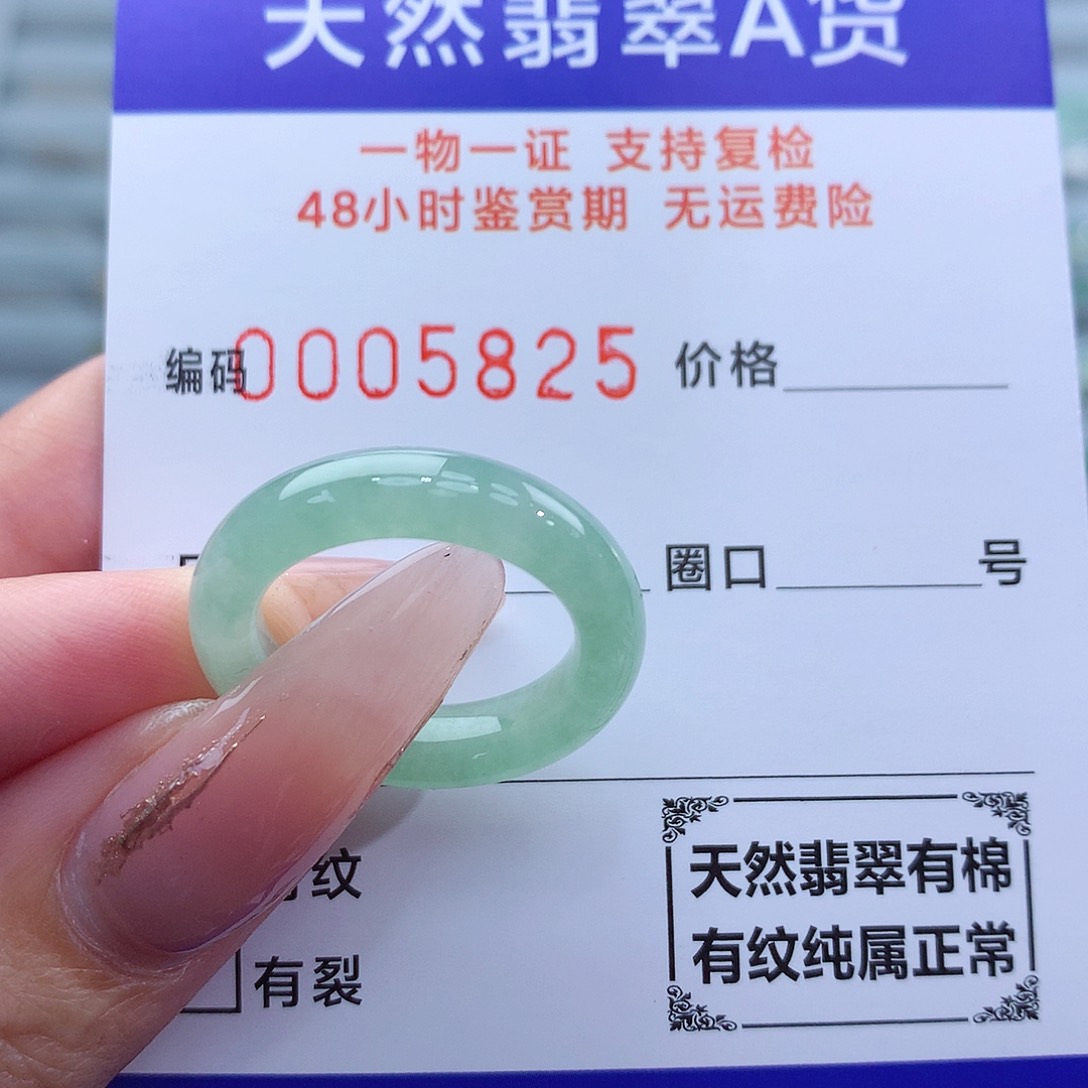 天然翡翠A货
一物一证 支持复检
48小时鉴赏期 无运费险
编码0005825 价格
圈口 号
纹
有裂
天然翡翠有棉
有纹纯属正常